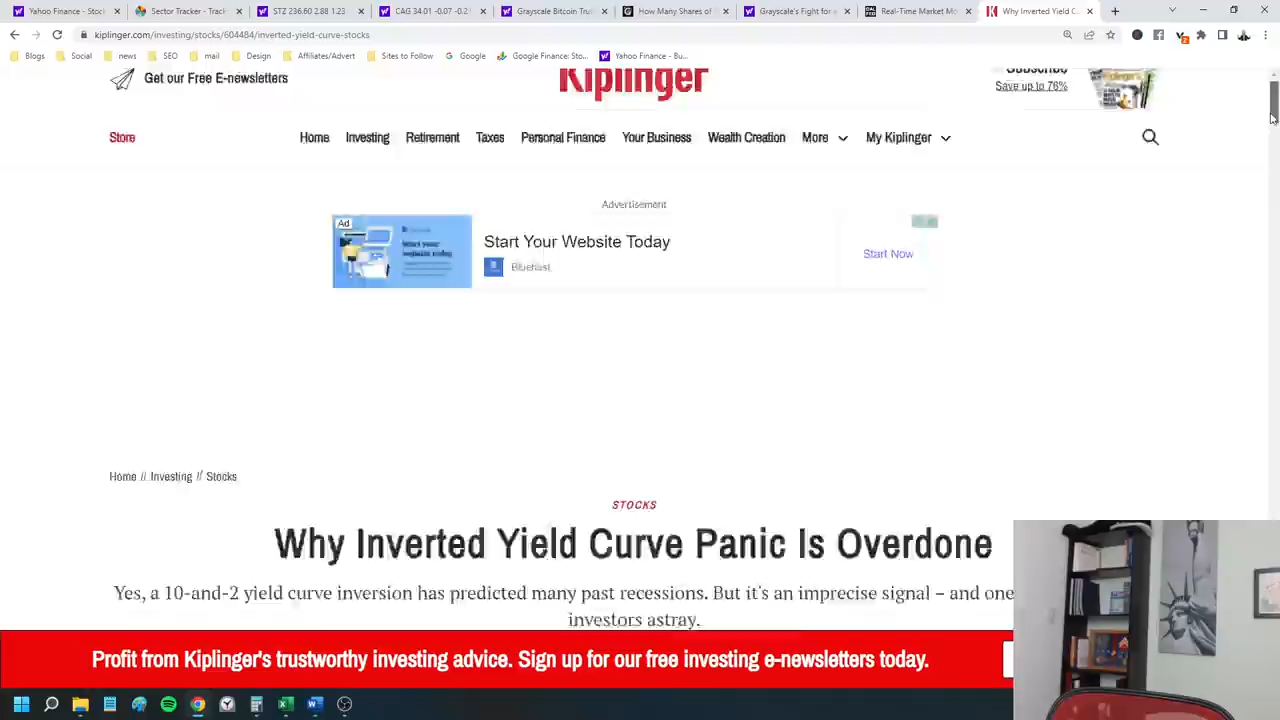 Yahoo Finance - Stock
Sector Tracker - Track
STZ 236.60 2.88 1.23
CAG 34.01 -0.07 -0.2
Grayscale Bitcoin Tru
How Many Shares of
Grayscale's Fight for a
Real-Time Market Mo
Why Inverted Yield C
kiplinger.com/investing/stocks/604484/inverted-yield-curve-stocks
Blogs
Social
news
SEO
mail
Design
Affiliates/Advert
Sites to Follow
Google
Google Finance: Sto...
Yahoo Finance - Bu...
Get our Free E-newsletters
Kiplinger
Subscribe
Save up to 76%
Store
Home
Investing
Retirement
Taxes
Personal Finance
Your Business
Wealth Creation
More
My Kiplinger
Advertisement
Ad
Start Your Website Today
Bluehost
Start Now
Home // Investing // Stocks
STOCKS
Why Inverted Yield Curve Panic Is Overdone
Yes, a 10-and-2 yield curve inversion has predicted many past recessions. But it's an imprecise signal – and one
investors astray.
Profit from Kiplinger's trustworthy investing advice. Sign up for our free investing e-newsletters today.